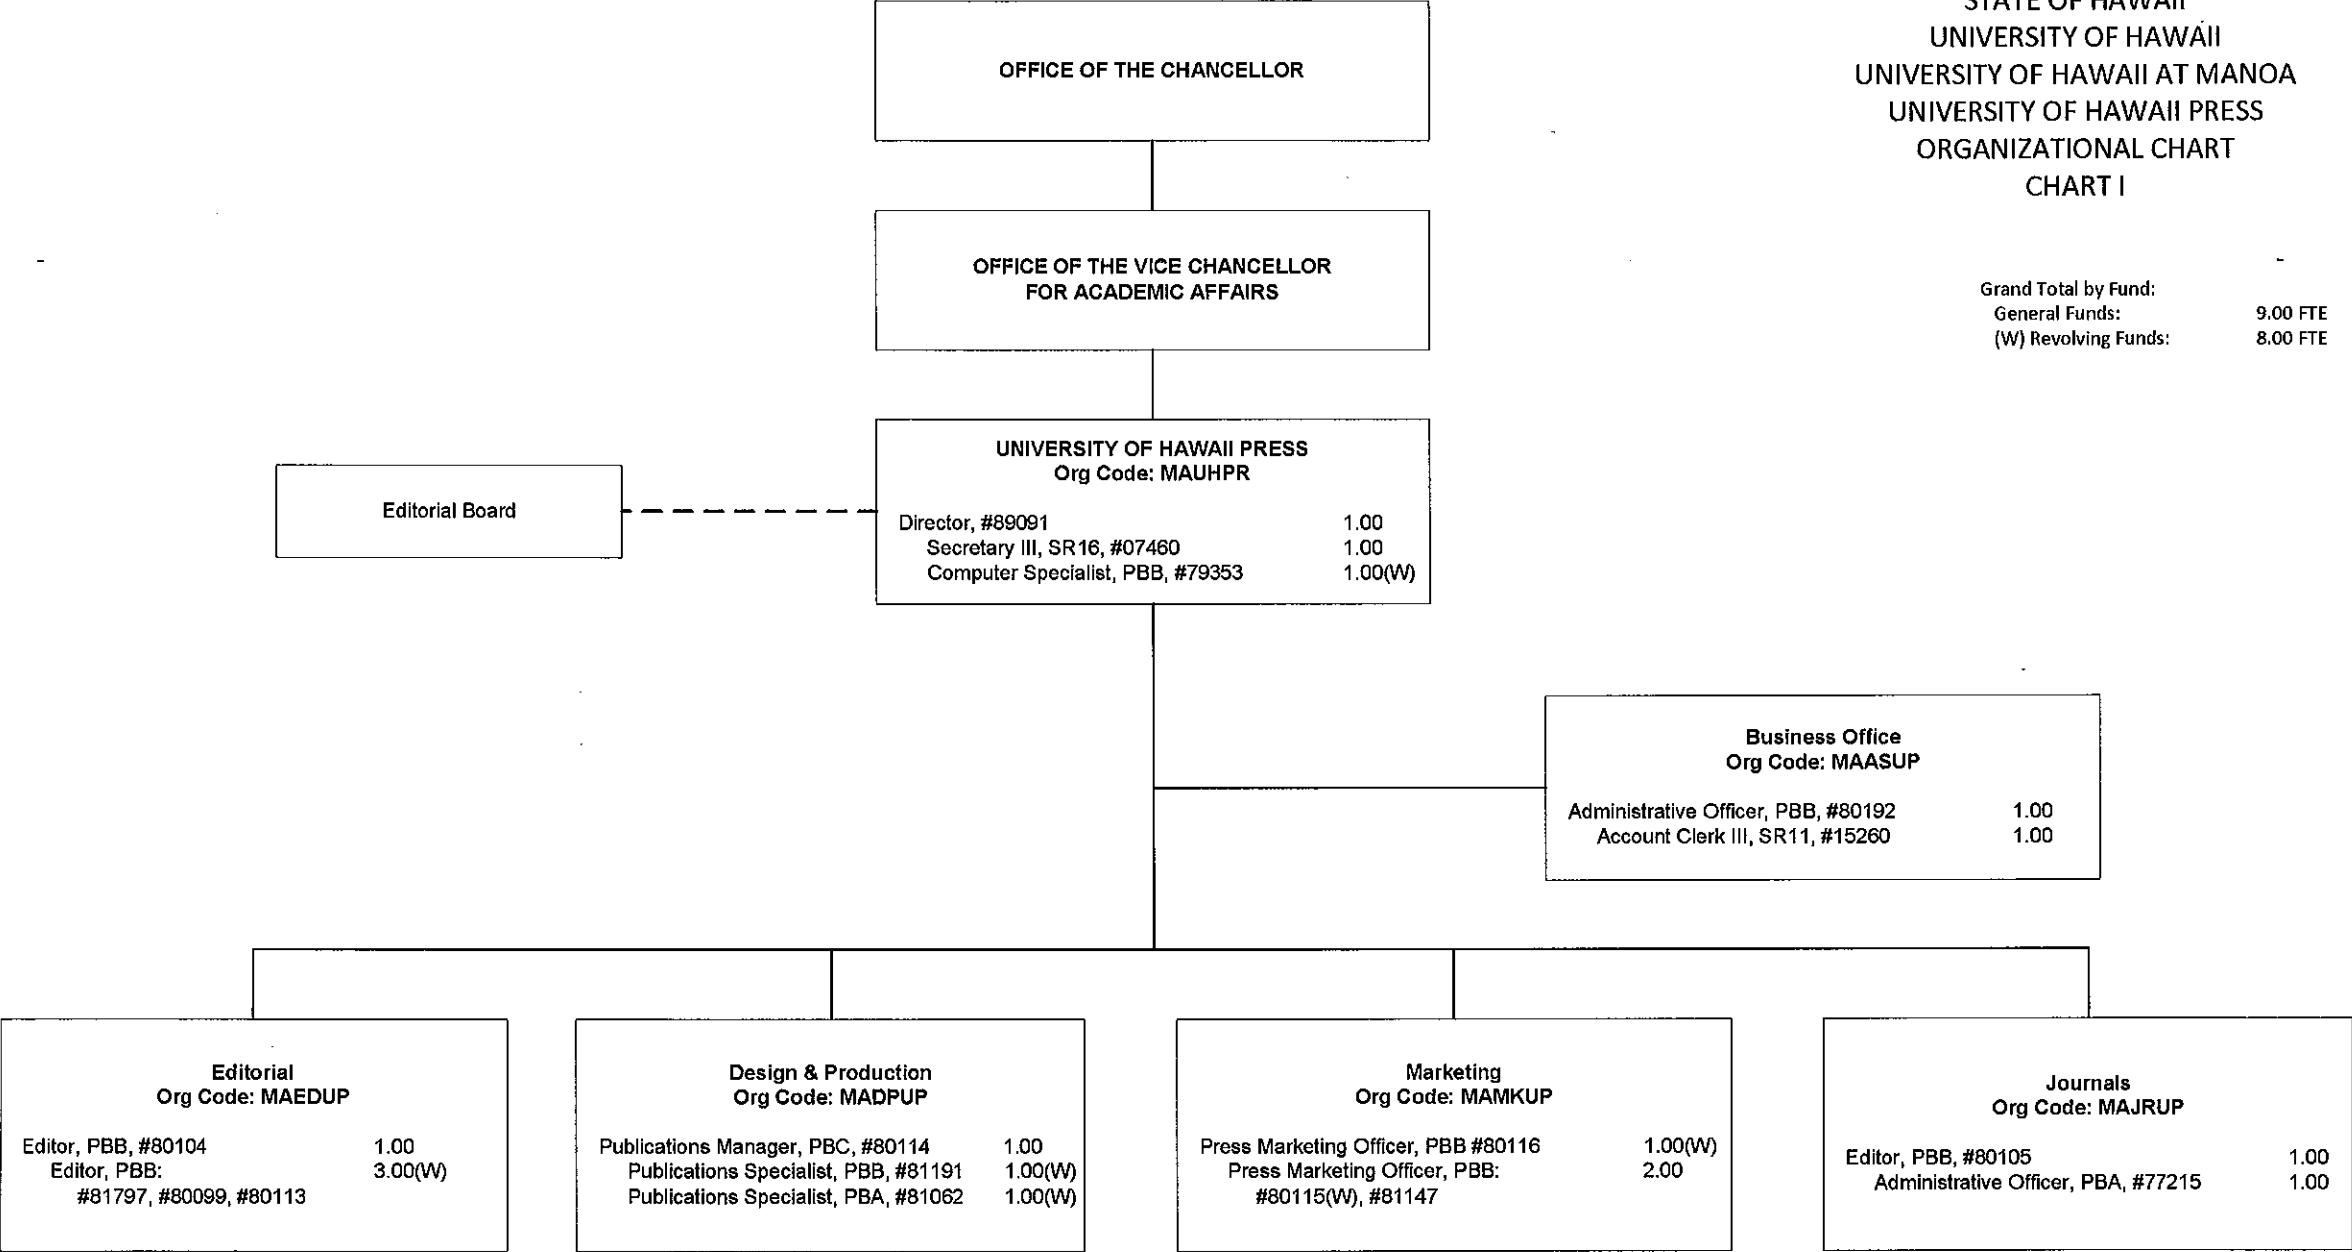 STATE OF HAWAII
UNIVERSITY OF HAWAII
UNIVERSITY OF HAWAII AT MANOA
UNIVERSITY OF HAWAII PRESS
ORGANIZATIONAL CHART
CHART I
Grand Total by Fund:
General Funds: 9.00 FTE
(W) Revolving Funds: 8.00 FTE
OFFICE OF THE CHANCELLOR
OFFICE OF THE VICE CHANCELLOR
FOR ACADEMIC AFFAIRS
UNIVERSITY OF HAWAII PRESS
Org Code: MAUHPR
Director, #89091 1.00
Secretary III, SR16, #07460 1.00
Computer Specialist, PBB, #79353 1.00(W)
Editorial Board
Business Office
Org Code: MAASUP
Administrative Officer, PBB, #80192 1.00
Account Clerk III, SR11, #15260 1.00
Editorial
Org Code: MAEDUP
Editor, PBB, #80104 1.00
Editor, PBB: 3.00(W)
#81797, #80099, #80113
Design & Production
Org Code: MADPUP
Publications Manager, PBC, #80114 1.00
Publications Specialist, PBB, #81191 1.00(W)
Publications Specialist, PBA, #81062 1.00(W)
Marketing
Org Code: MAMKUP
Press Marketing Officer, PBB #80116 1.00(W)
Press Marketing Officer, PBB: 2.00
#80115(W), #81147
Journals
Org Code: MAJRUP
Editor, PBB, #80105 1.00
Administrative Officer, PBA, #77215 1.00